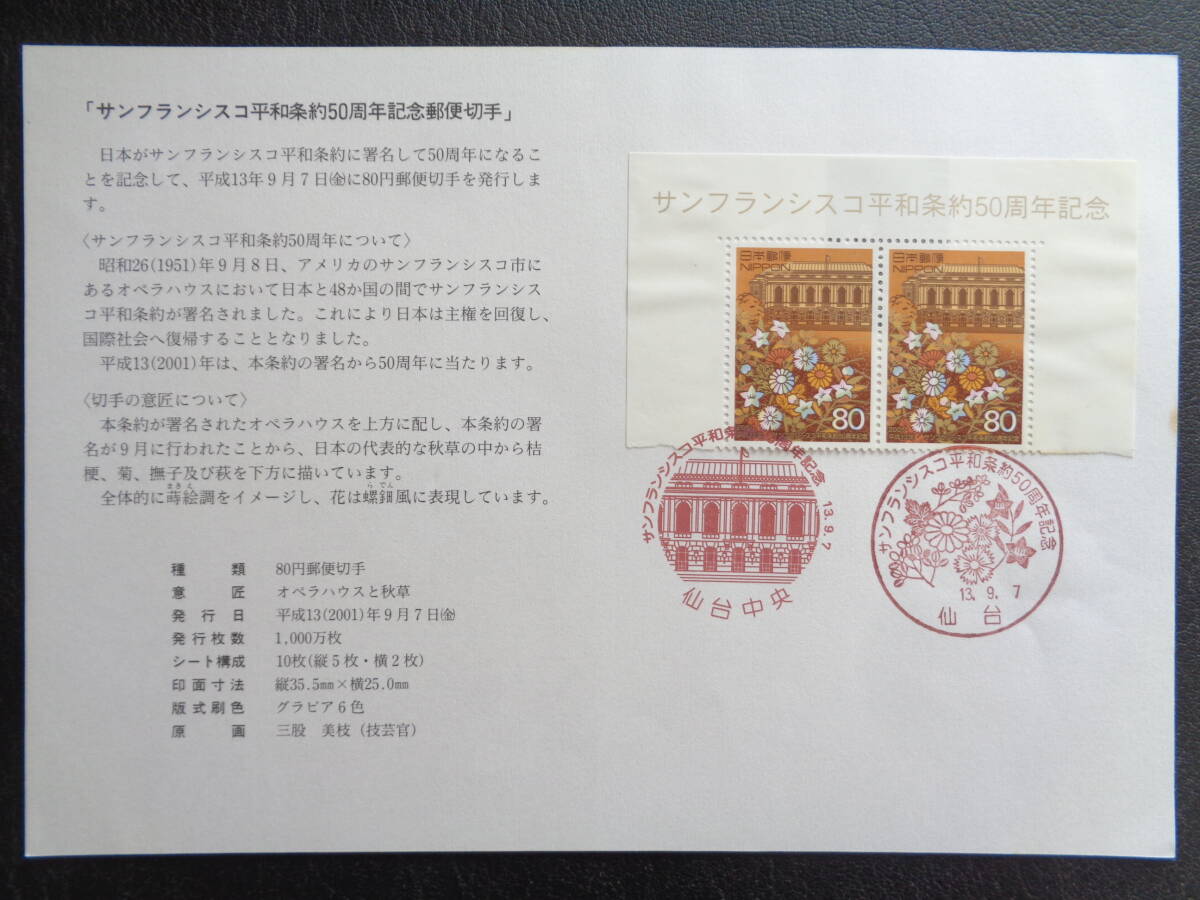 「サンフランシスコ平和条約50周年記念郵便切手」
日本がサンフランシスコ平和条約に署名して50周年になるこ
とを記念して、平成13年9月7日㈮に80円郵便切手を発行しま
す。
〈サンフランシスコ平和条約50周年について〉
昭和26(1951)年9月8日、アメリカのサンフランシスコ市に
あるオペラハウスにおいて日本と48か国の間でサンフランシス
コ平和条約が署名されました。これにより日本は主権を回復し、
国際社会へ復帰することとなりました。
平成13(2001)年は、本条約の署名から50周年に当たります。
〈切手の意匠について〉
本条約が署名されたオペラハウスを上方に配し、本条約の署
名が9月に行われたことから、日本の代表的な秋草の中から桔
梗、菊、撫子及び萩を下方に描いています。
まきえ らでん
全体的に蒔絵調をイメージし、花は螺鈿風に表現しています。
種類 80円郵便切手
意匠 オペラハウスと秋草
発行日 平成13(2001)年9月7日㈮
発行枚数 1,000万枚
シート構成 10枚(縦5枚・横2枚)
印面寸法 縦35.5㎜×横25.0㎜
版式刷色 グラビア6色
原画 三股 美枝(技芸官)
サンフランシスコ平和条約50周年記念
日本郵便
NIPPON
80
日本郵便
NIPPON
80
サンフランシスコ平和条約50周年記念
13.9.7
仙台中央
サンフランシスコ平和条約50周年記念
13.9.7
仙台